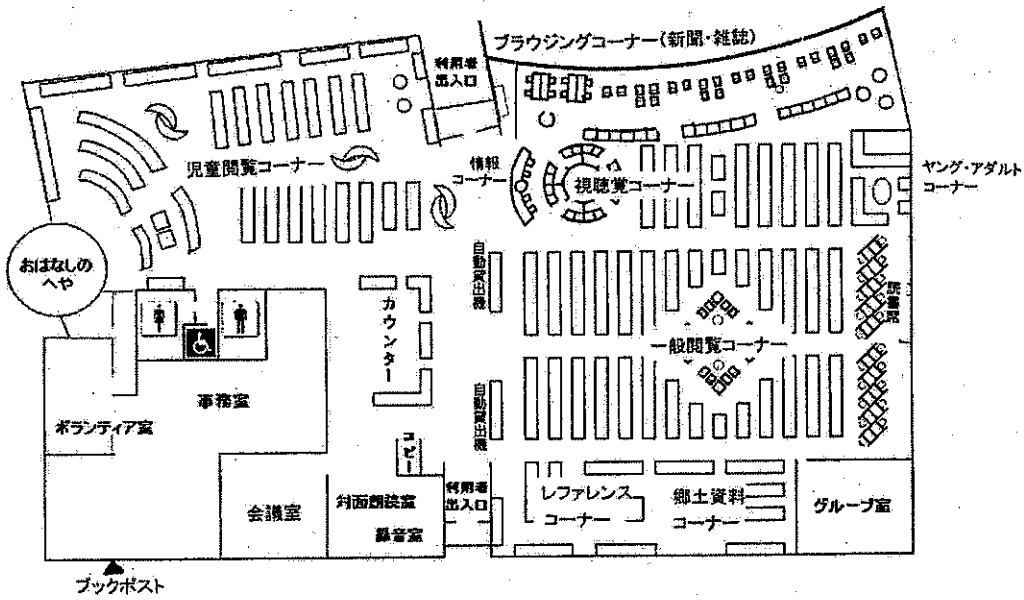 ブラウジングコーナー(新聞・雑誌)
利用者
出入口
児童閲覧コーナー
情報
コーナー
視聴覚コーナー
ヤング・アダルト
コーナー
おはなしの
へや
自動貸出機
カウンター
読書席
一般閲覧コーナー
事務室
自動貸出機
ボランティア室
コピー
会議室
対面朗読室
録音室
利用者
出入口
レファレンス
コーナー
郷土資料
コーナー
グループ室
ブックポスト